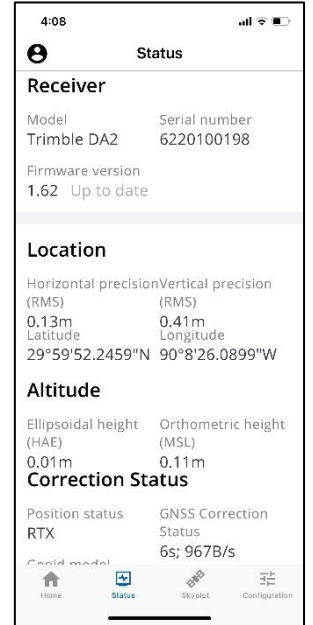 4:08
Status
Receiver
Model Serial number
Trimble DA2 6220100198
Firmware version
1.62 Up to date
Location
Horizontal precision Vertical precision
(RMS) (RMS)
0.13m 0.41m
Latitude Longitude
29°59'52.2459"N 90°8'26.0899"W
Altitude
Ellipsoidal height Orthometric height
(HAE) (MSL)
0.01m 0.11m
Correction Status
Position status GNSS Correction
RTX Status
6s; 967B/s
Geoid model
Home Status Skyplot Configuration